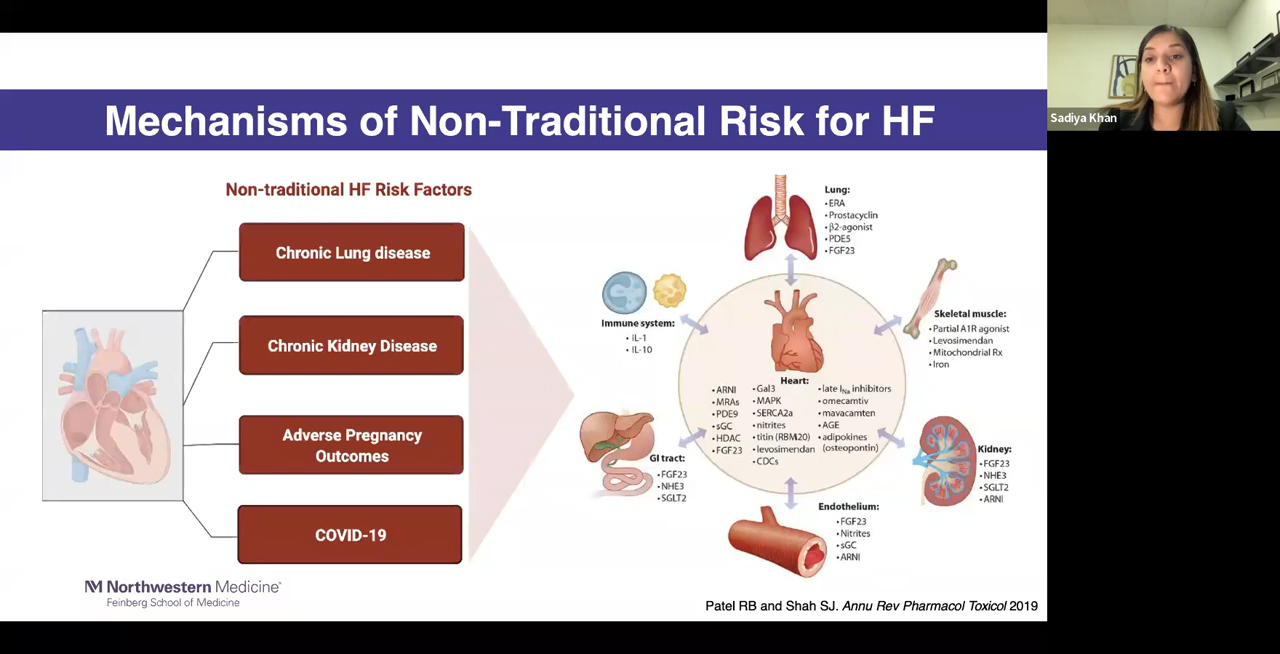 Mechanisms of Non-Traditional Risk for HF
Sadiya Khan
Non-traditional HF Risk Factors
Chronic Lung disease
Chronic Kidney Disease
Adverse Pregnancy
Outcomes
COVID-19
Lung:
• ERA
• Prostacyclin
• β2-agonist
• PDE5
• FGF23
Immune system:
• IL-1
• IL-10
Skeletal muscle:
• Partial A1R agonist
• Levosimendan
• Mitochondrial Rx
• Iron
Heart:
• ARNI
• MRAs
• PDE9
• sGC
• HDAC
• FGF23
• Gal3
• MAPK
• SERCA2a
• nitrites
• titin (RBM20)
• levosimendan
• CDCs
• late INa inhibitors
• omecamtiv
• mavacamten
• AGE
• adipokines
(osteopontin)
GI tract:
• FGF23
• NHE3
• SGLT2
Kidney:
• FGF23
• NHE3
• SGLT2
• ARNI
Endothelium:
• FGF23
• Nitrites
• sGC
• ARNI
Northwestern Medicine®
Feinberg School of Medicine
Patel RB and Shah SJ. Annu Rev Pharmacol Toxicol 2019